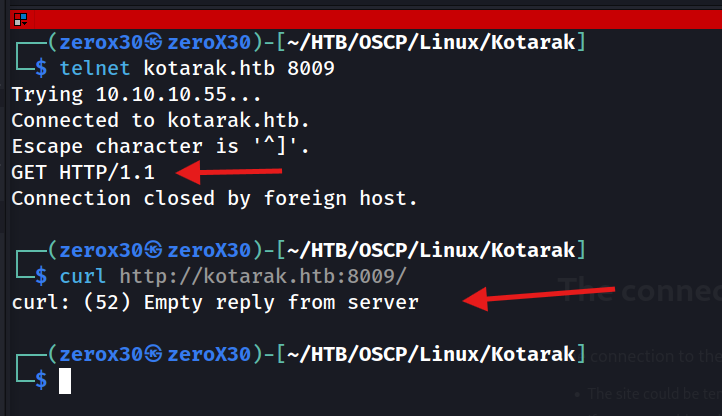 ┌──(zerox30㉿zeroX30)-[~/HTB/OSCP/Linux/Kotarak]
└─$ telnet kotarak.htb 8009
Trying 10.10.10.55...
Connected to kotarak.htb.
Escape character is '^]'.
GET HTTP/1.1
Connection closed by foreign host.
┌──(zerox30㉿zeroX30)-[~/HTB/OSCP/Linux/Kotarak]
└─$ curl http://kotarak.htb:8009/
The connec
curl: (52) Empty reply from server
┌──(zerox30㉿zeroX30)-[~/HTB/OSCP/Linux/Kotarak]
connection to the
└─$
• The site could be te